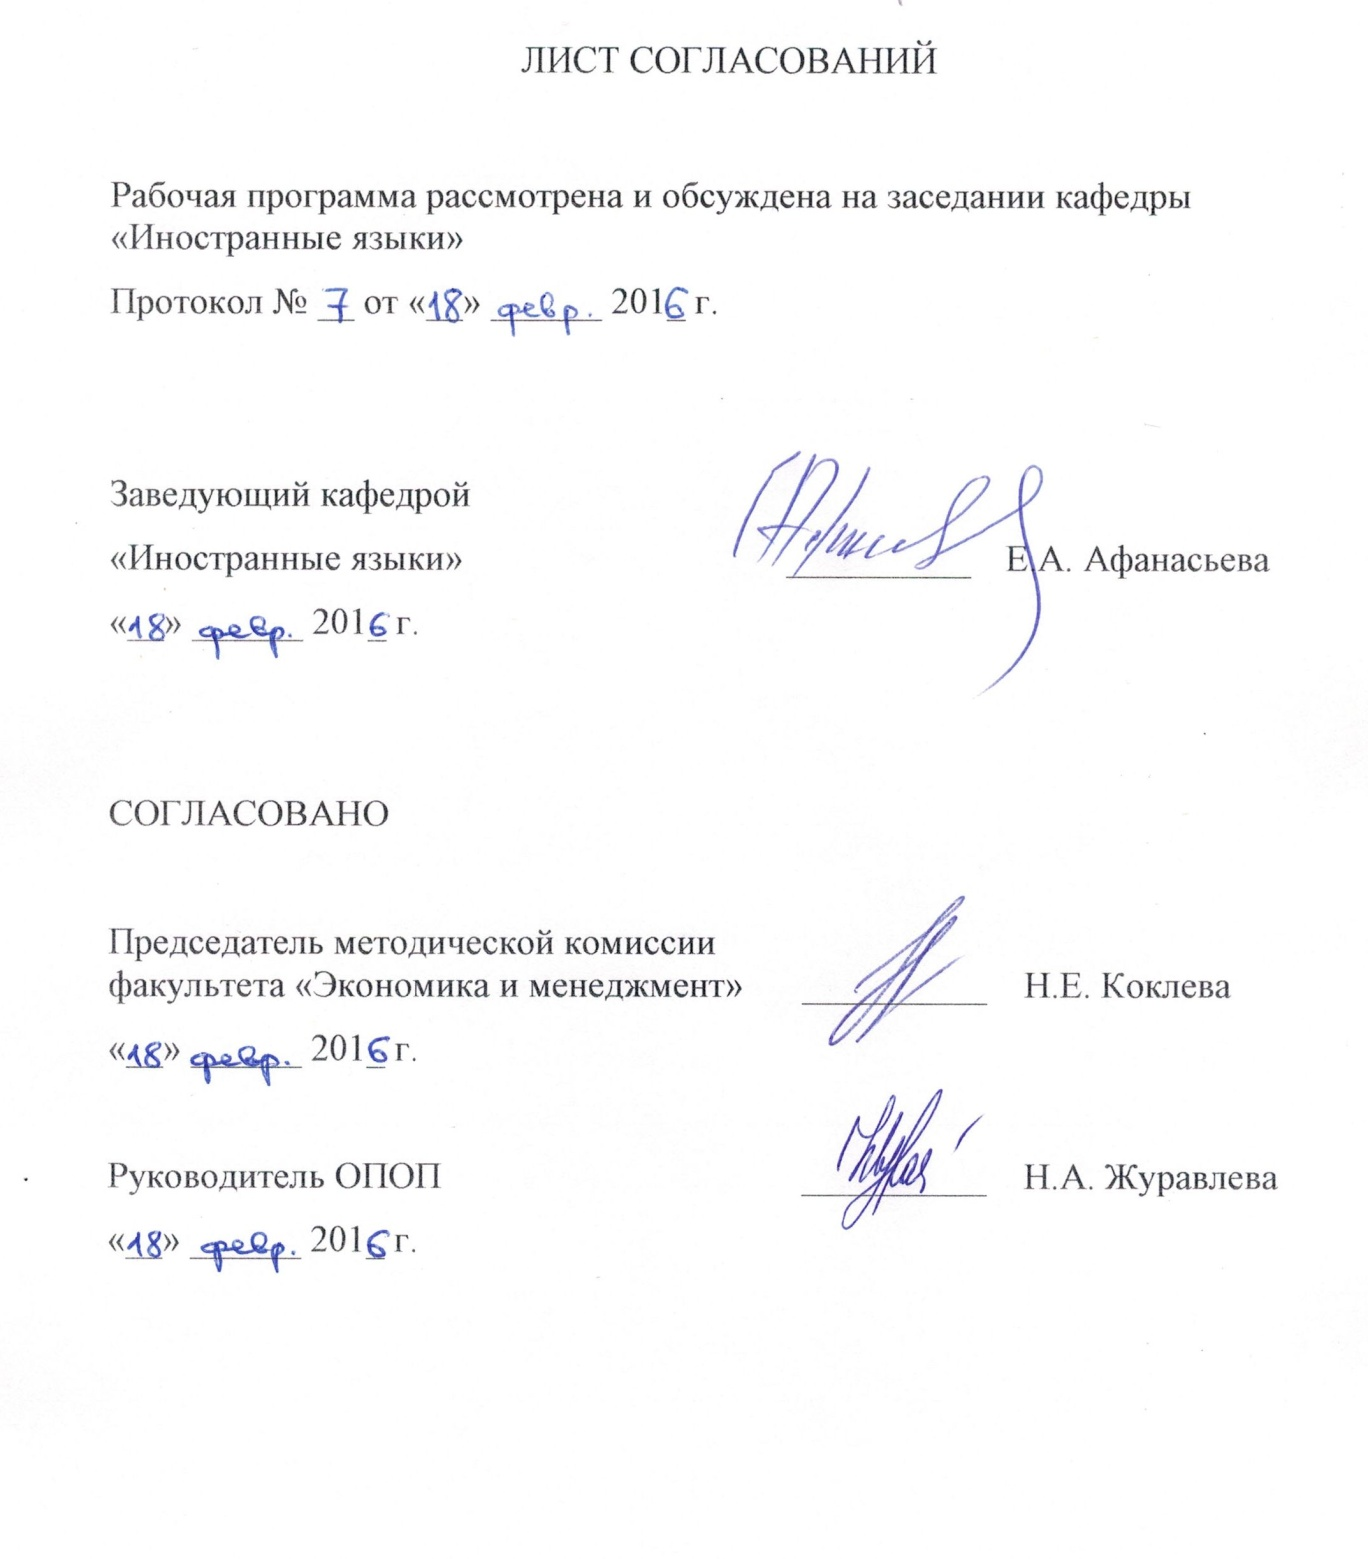 ЛИСТ СОГЛАСОВАНИЙ
Рабочая программа рассмотрена и обсуждена на заседании кафедры
«Иностранные языки»
Протокол № 7 от «18» февр. 2016 г.
Заведующий кафедрой
«Иностранные языки» Е.А. Афанасьева
«18» февр. 2016 г.
СОГЛАСОВАНО
Председатель методической комиссии
факультета «Экономика и менеджмент» Н.Е. Коклева
«18» февр. 2016 г.
Руководитель ОПОП Н.А. Журавлева
«18» февр. 2016 г.